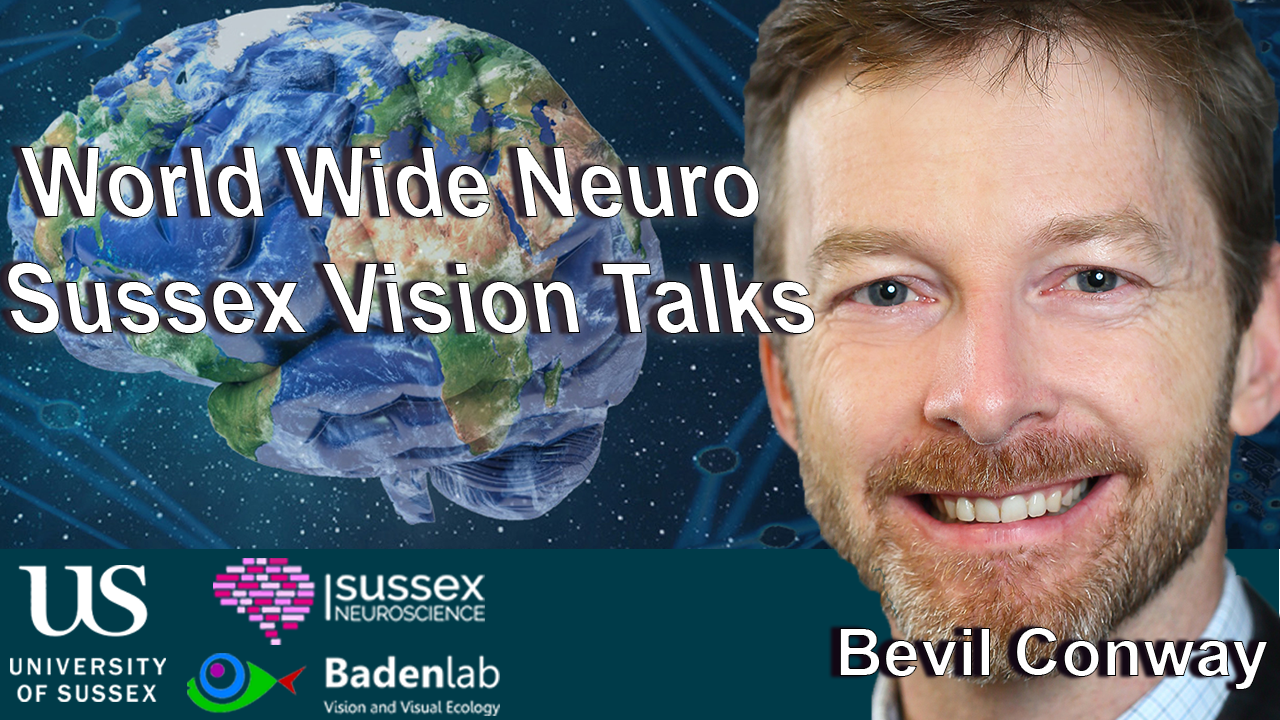 World Wide Neuro
Sussex Vision Talks
US
UNIVERSITY
OF SUSSEX
SUSSEX
NEUROSCIENCE
Badenlab
Vision and Visual Ecology
Bevil Conway